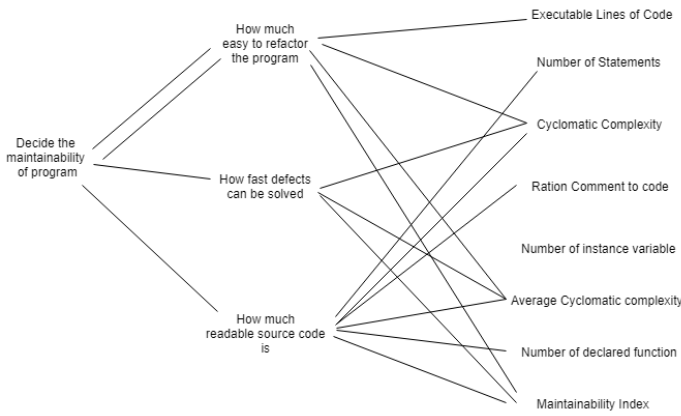 Decide the
maintainability
of program
How much
easy to refactor
the program
How fast defects
can be solved
How much
readable source code
is
Executable Lines of Code
Number of Statements
Cyclomatic Complexity
Ration Comment to code
Number of instance variable
Average Cyclomatic complexity
Number of declared function
Maintainability Index